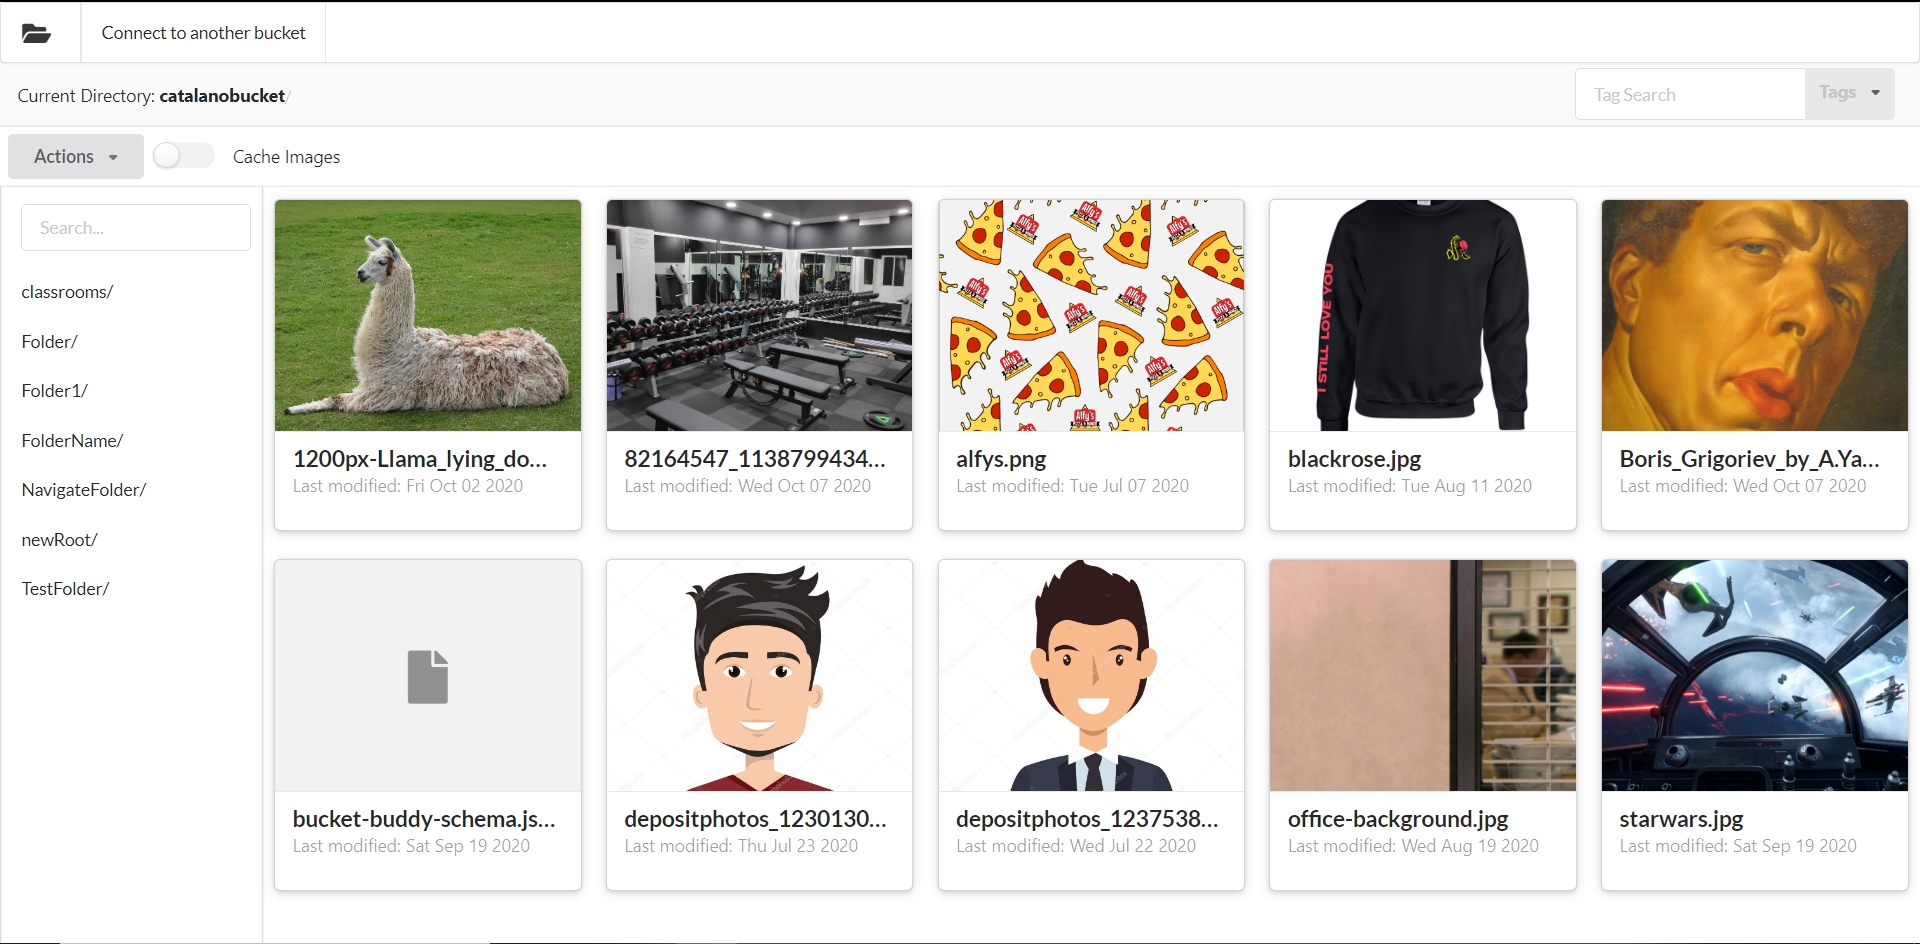 Connect to another bucket
Current Directory: catalanobucket/
Tag Search
Tags
Actions
Cache Images
Search...
classrooms/
Folder/
Folder1/
FolderName/
NavigateFolder/
newRoot/
TestFolder/
I STILL LOVE YOU
Alfy's
1200px-Llama_lying_do...
Last modified: Fri Oct 02 2020
82164547_1138799434...
Last modified: Wed Oct 07 2020
alfys.png
Last modified: Tue Jul 07 2020
blackrose.jpg
Last modified: Tue Aug 11 2020
Boris_Grigoriev_by_A.Ya...
Last modified: Wed Oct 07 2020
bucket-buddy-schema.js...
Last modified: Sat Sep 19 2020
depositphotos_1230130...
Last modified: Thu Jul 23 2020
depositphotos_1237538...
Last modified: Wed Jul 22 2020
office-background.jpg
Last modified: Wed Aug 19 2020
starwars.jpg
Last modified: Sat Sep 19 2020